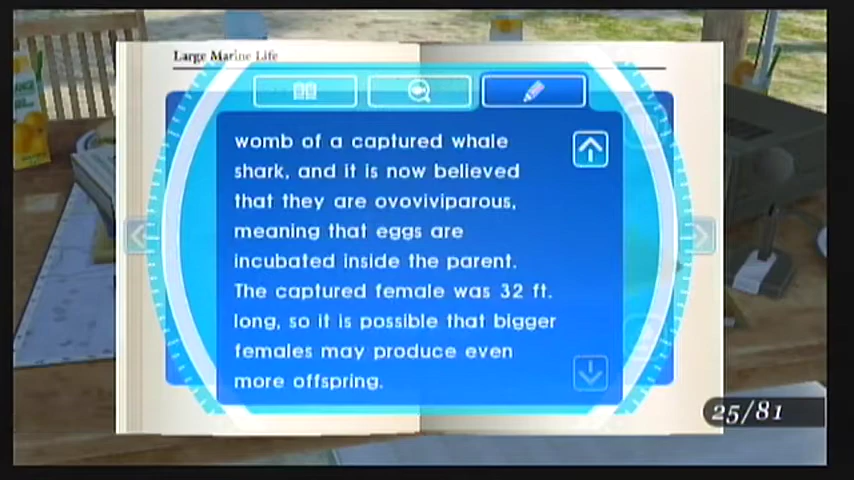 Large Marine Life
womb of a captured whale
shark, and it is now believed
that they are ovoviviparous,
meaning that eggs are
incubated inside the parent.
The captured female was 32 ft.
long, so it is possible that bigger
females may produce even
more offspring.
25/81